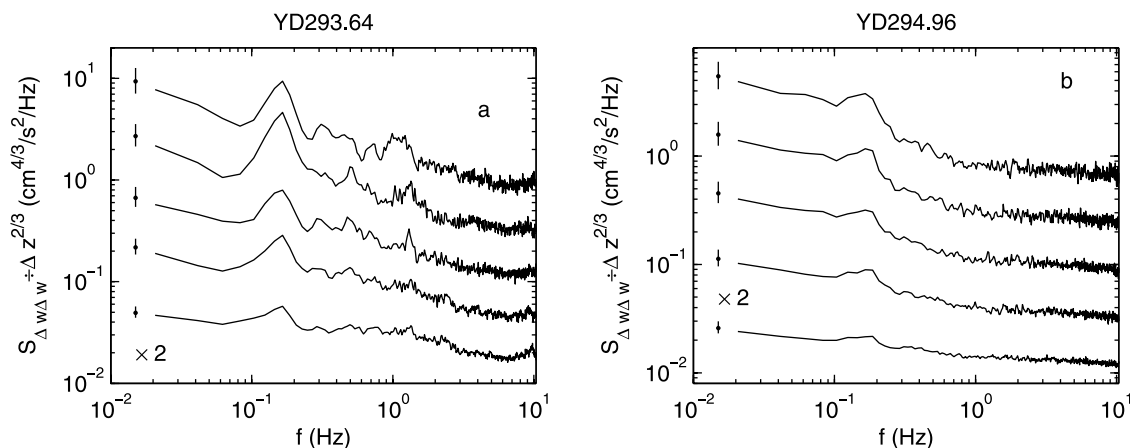 YD293.64
a
10^1
10^0
10^-1
10^-2
S_ΔwΔw ÷ Δ z^2/3 (cm^4/3/s^2/Hz)
× 2
10^-2 10^-1 10^0 10^1
f (Hz)
YD294.96
b
10^0
10^-1
10^-2
S_ΔwΔw ÷ Δ z^2/3 (cm^4/3/s^2/Hz)
× 2
10^-2 10^-1 10^0 10^1
f (Hz)